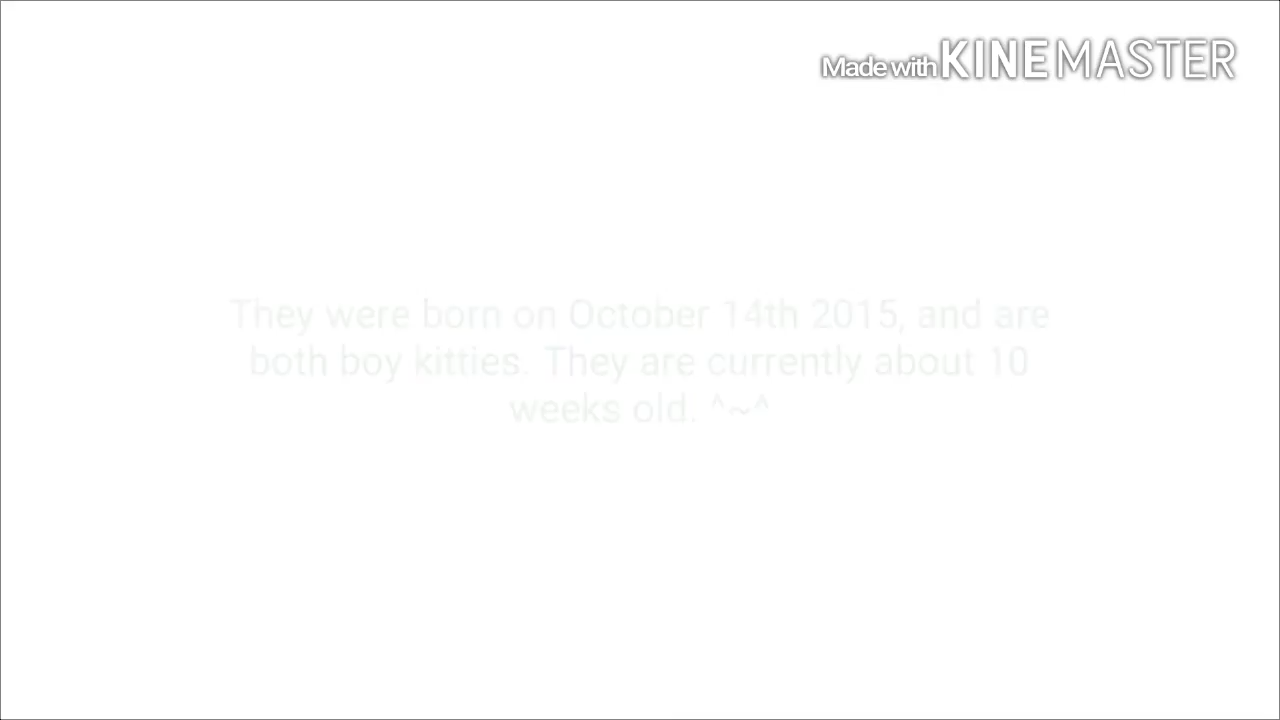 Made with KINEMASTER
They were born on October 14th 2015, and are
both boy kitties. They are currently about 10
weeks old. ^~^